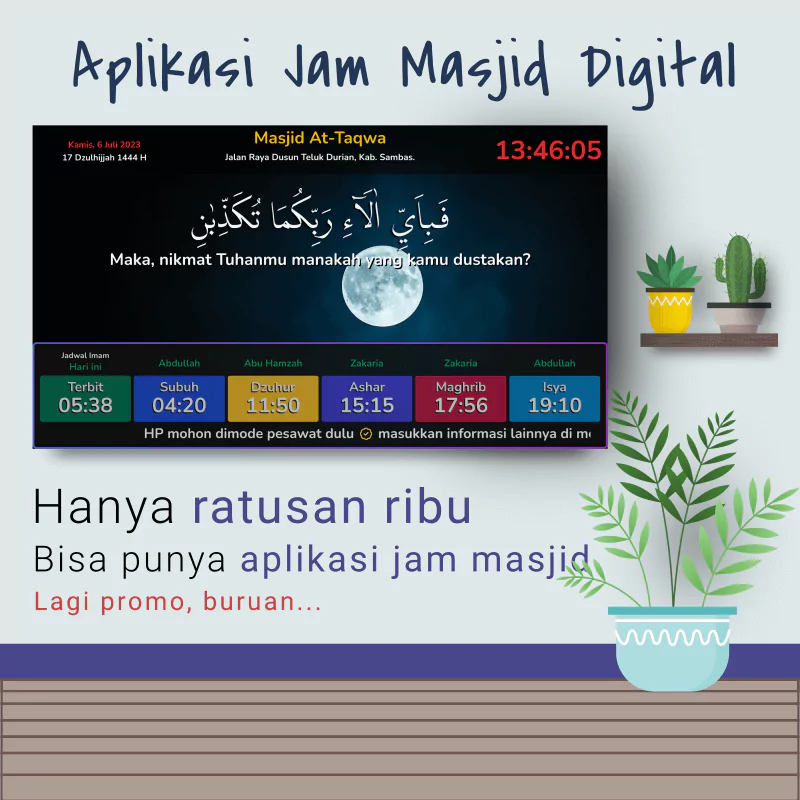 Aplikasi Jam Masjid Digital
Kamis, 6 Juli 2023
17 Dzulhijjah 1444 H
Masjid At-Taqwa
Jalan Raya Dusun Teluk Durian, Kab. Sambas.
13:46:05
فَبِاَيِّ اٰلَاۤءِ رَبِّكُمَا تُكَذِّبٰنِ
Maka, nikmat Tuhanmu manakah yang kamu dustakan?
Jadwal Imam
Hari ini
Abdullah
Abu Hamzah
Zakaria
Zakaria
Abdullah
Terbit
05:38
Subuh
04:20
Dzuhur
11:50
Ashar
15:15
Maghrib
17:56
Isya
19:10
HP mohon dimode pesawat dulu masukkan informasi lainnya di
Hanya ratusan ribu
Bisa punya aplikasi jam masjid
Lagi promo, buruan...